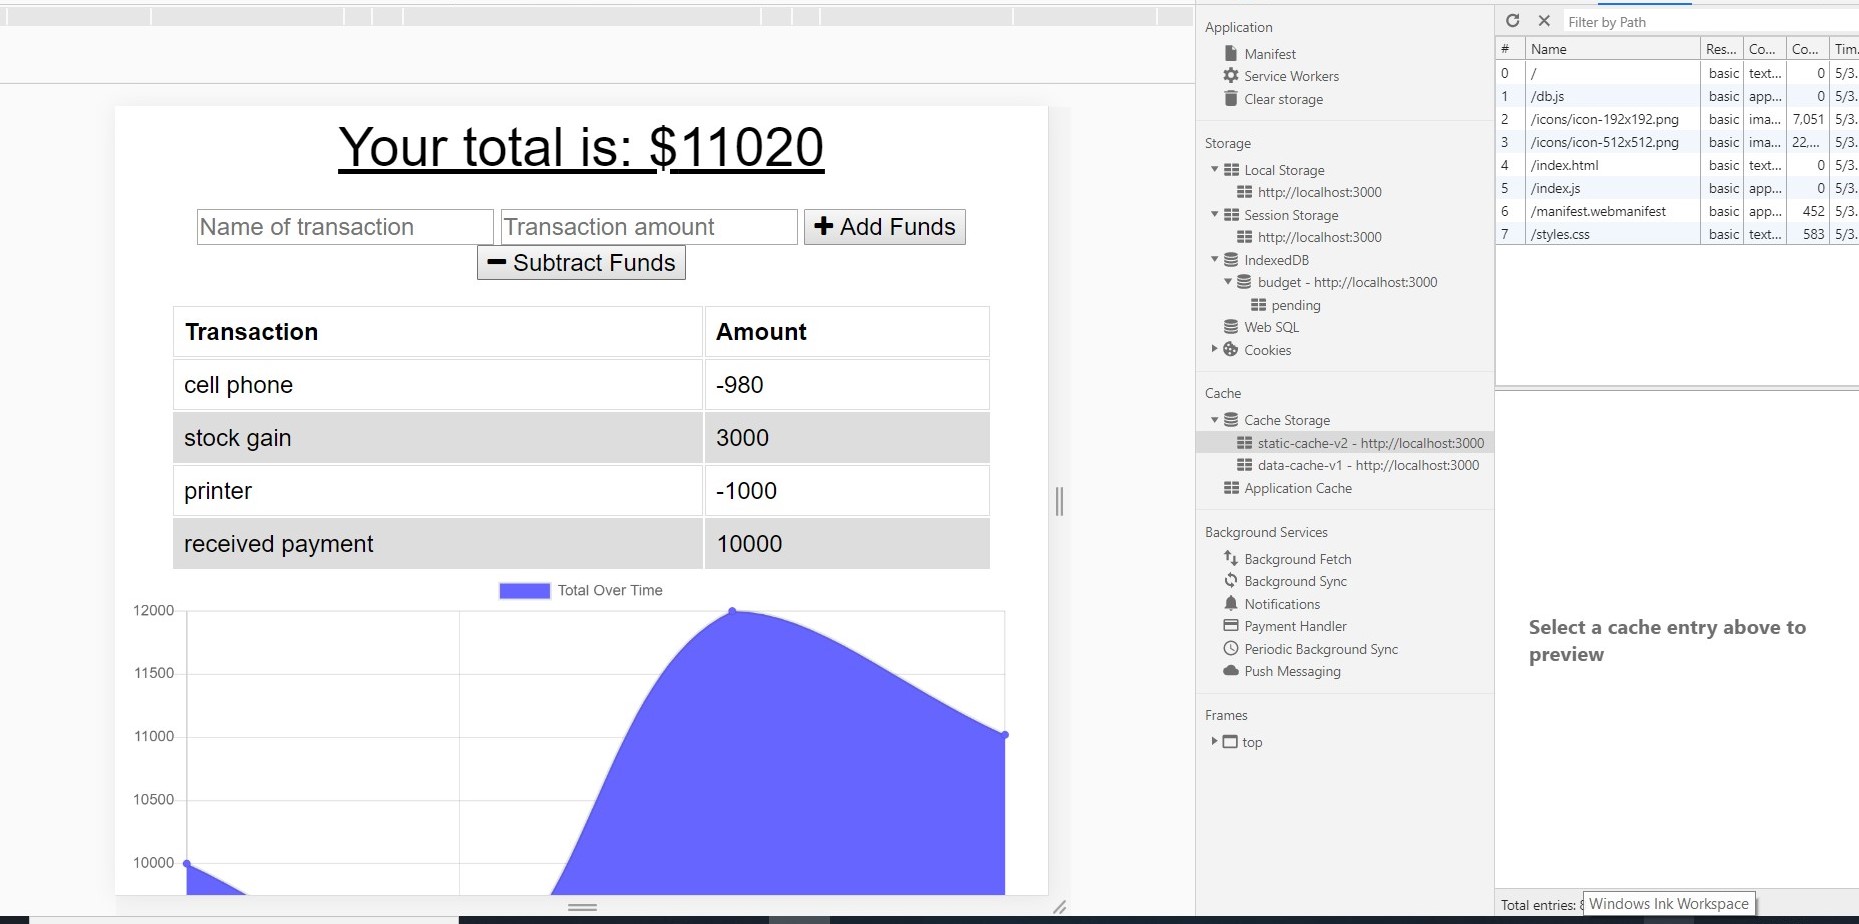 Your total is: $11020
Name of transaction Transaction amount Add Funds
Subtract Funds
Transaction Amount
cell phone -980
stock gain 3000
printer -1000
received payment 10000
Total Over Time
12000
11500
11000
10500
10000
Application
Manifest
Service Workers
Clear storage
Storage
Local Storage
http://localhost:3000
Session Storage
http://localhost:3000
IndexedDB
budget - http://localhost:3000
pending
Web SQL
Cookies
Cache
Cache Storage
static-cache-v2 - http://localhost:3000
data-cache-v1 - http://localhost:3000
Application Cache
Background Services
Background Fetch
Background Sync
Notifications
Payment Handler
Periodic Background Sync
Push Messaging
Frames
top
Filter by Path
# Name Res... Co... Co... Tim.
0 / basic text... 0 5/3.
1 /db.js basic app... 0 5/3.
2 /icons/icon-192x192.png basic ima... 7,051 5/3.
3 /icons/icon-512x512.png basic ima... 22,... 5/3.
4 /index.html basic text... 0 5/3.
5 /index.js basic app... 0 5/3.
6 /manifest.webmanifest basic app... 452 5/3.
7 /styles.css basic text... 583 5/3.
Select a cache entry above to
preview
Total entries:
Windows Ink Workspace